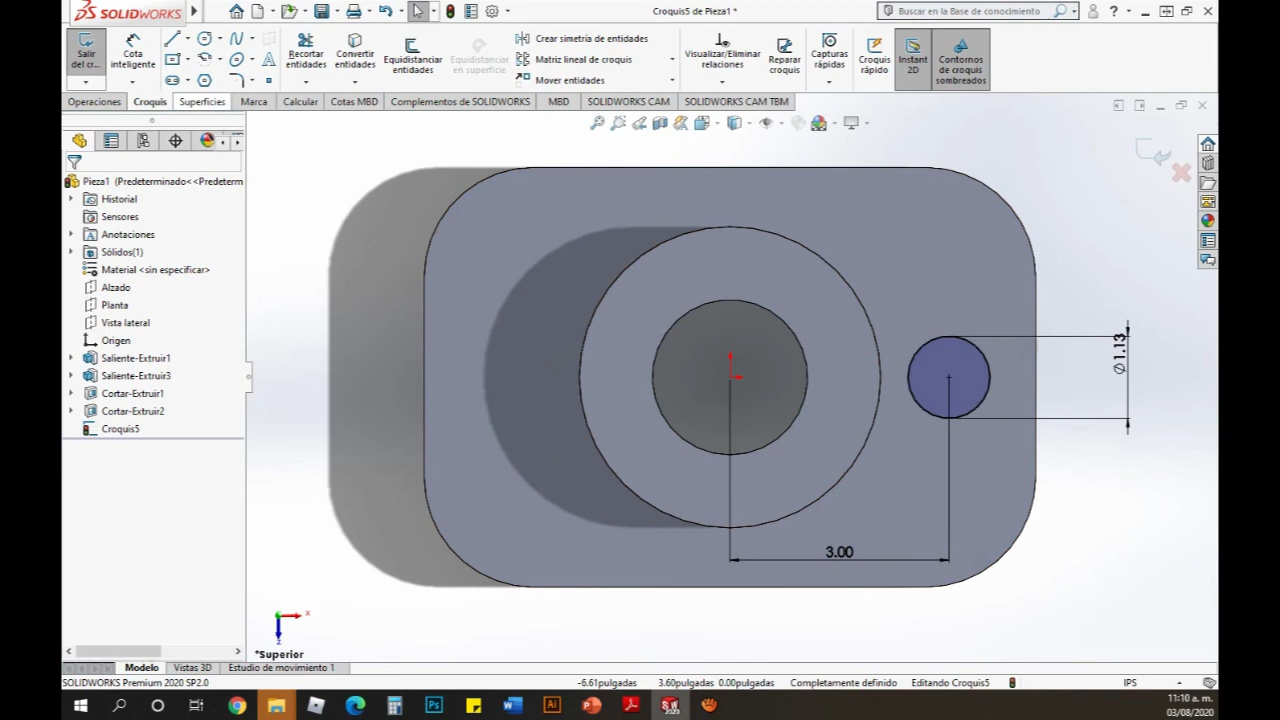 SOLIDWORKS
Croquis5 de Pieza1 *
Buscar en la Base de conocimiento
?
Salir del cr...
Cota inteligente
Recortar entidades
Convertir entidades
Equidistanciar entidades
Equidistanciar en superficie
Crear simetría de entidades
Matriz lineal de croquis
Mover entidades
Visualizar/Eliminar relaciones
Reparar croquis
Capturas rápidas
Croquis rápido
Instant 2D
Contornos de croquis sombreados
Operaciones
Croquis
Superficies
Marca
Calcular
Cotas MBD
Complementos de SOLIDWORKS
MBD
SOLIDWORKS CAM
SOLIDWORKS CAM TBM
Pieza1 (Predeterminado<<Predeterm
Historial
Sensores
Anotaciones
Sólidos(1)
Material <sin especificar>
Alzado
Planta
Vista lateral
Origen
Saliente-Extruir1
Saliente-Extruir3
Cortar-Extruir1
Cortar-Extruir2
Croquis5
∅1.13
3.00
x
z
*Superior
Modelo
Vistas 3D
Estudio de movimiento 1
SOLIDWORKS Premium 2020 SP2.0
-6.61pulgadas
3.60pulgadas
0.00pulgadas
Completamente definido
Editando Croquis5
IPS
Ps
Ai
SW 2020
11:10 a. m.
03/08/2020